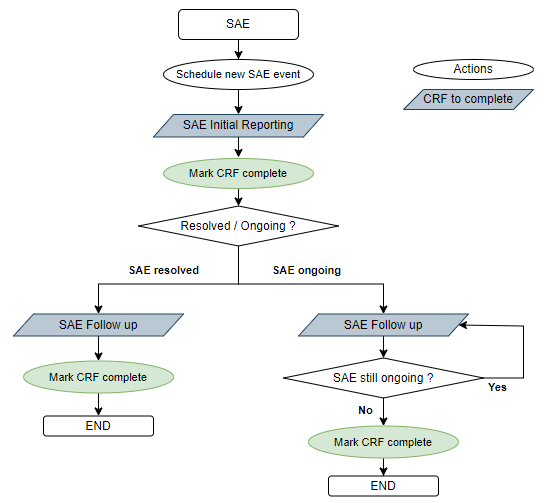 SAE
Schedule new SAE event
Actions
CRF to complete
SAE Initial Reporting
Mark CRF complete
Resolved / Ongoing ?
SAE resolved
SAE ongoing
SAE Follow up
SAE Follow up
Mark CRF complete
SAE still ongoing ?
Yes
No
END
Mark CRF complete
END